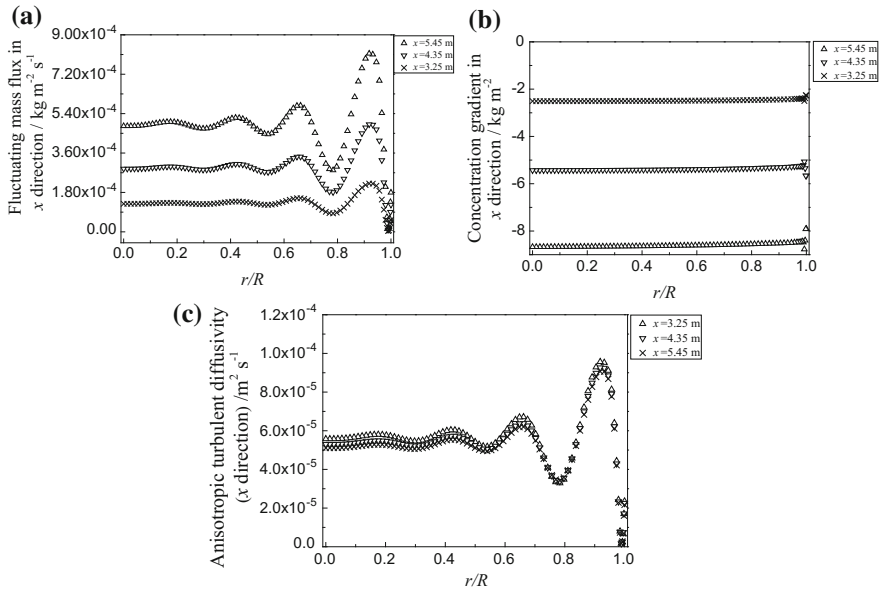 (a)
Fluctuating mass flux in
x direction / kg m⁻² s⁻¹
9.00x10⁻⁴
7.20x10⁻⁴
5.40x10⁻⁴
3.60x10⁻⁴
1.80x10⁻⁴
0.00
0.0 0.2 0.4 0.6 0.8 1.0
r/R
x=5.45 m
x=4.35 m
x=3.25 m
(b)
Concentration gradient in
x direction / kg m⁻²
0
-2
-4
-6
-8
0.0 0.2 0.4 0.6 0.8 1.0
r/R
x=5.45 m
x=4.35 m
x=3.25 m
(c)
Anisotropic turbulent diffusivity
(x direction) /m² s⁻¹
1.2x10⁻⁴
1.0x10⁻⁴
8.0x10⁻⁵
6.0x10⁻⁵
4.0x10⁻⁵
2.0x10⁻⁵
0.0
0.0 0.2 0.4 0.6 0.8 1.0
r/R
x=3.25 m
x=4.35 m
x=5.45 m